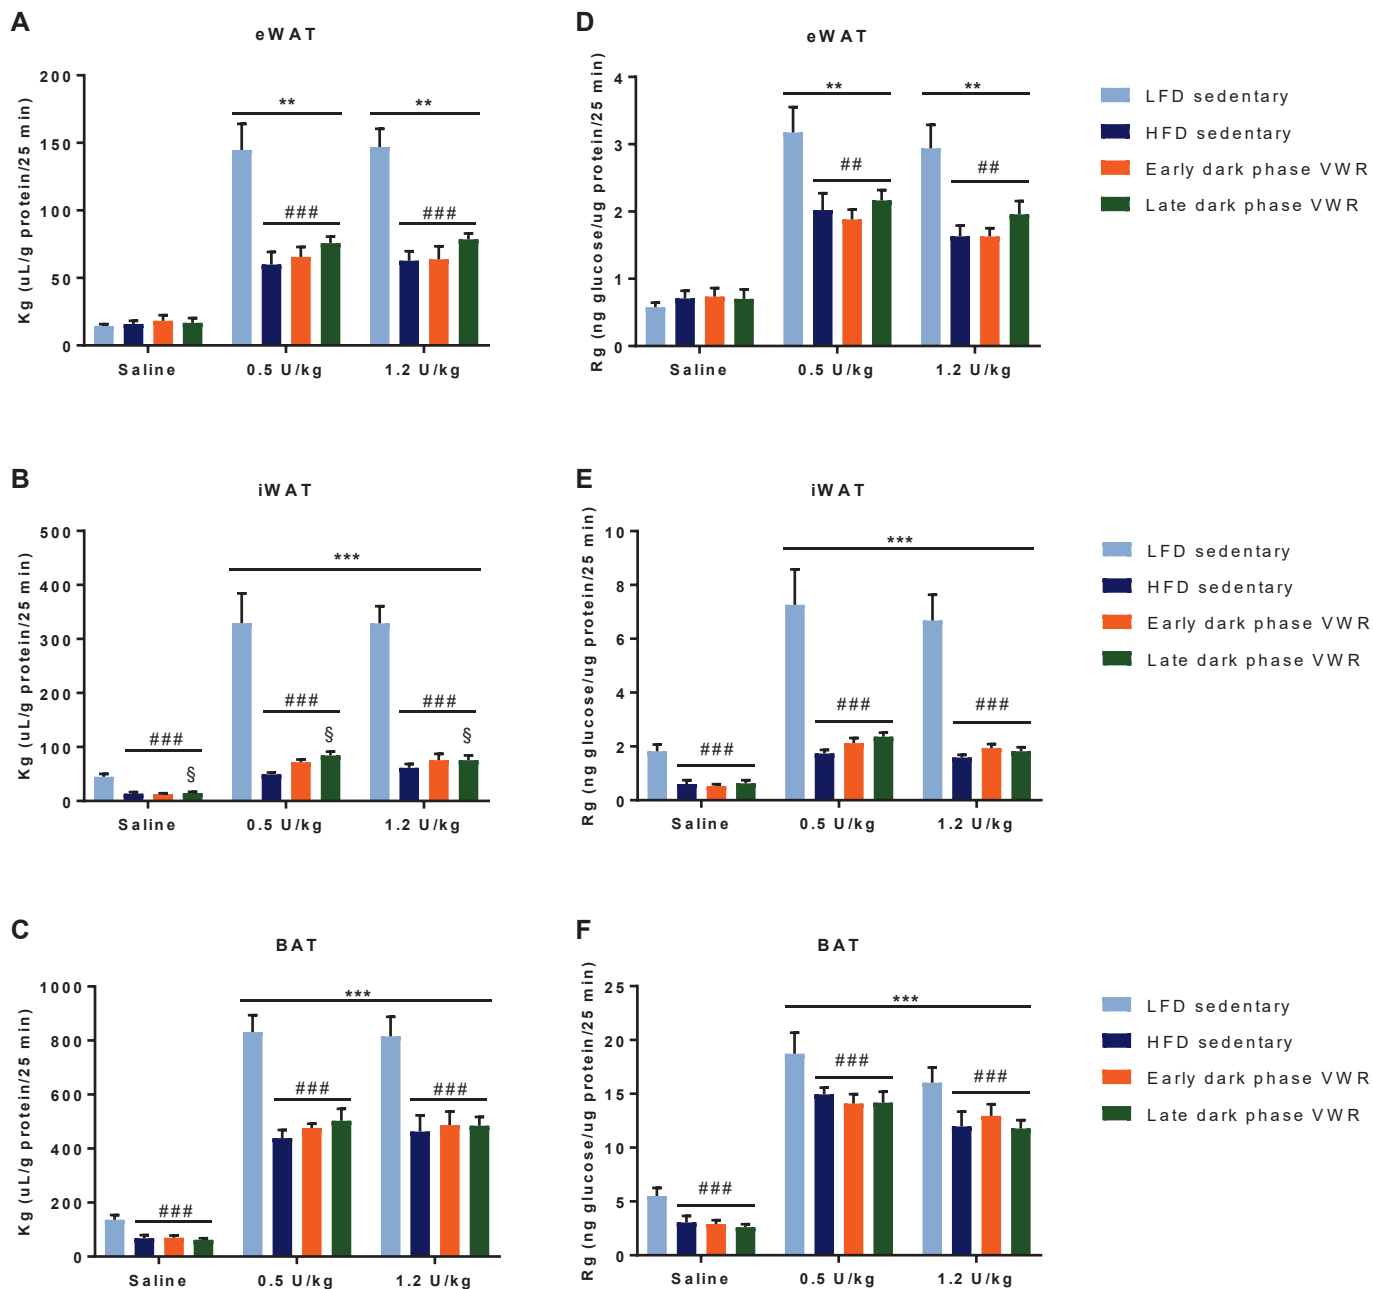 A
eWAT
Kg (uL/g protein/25 min)
200
150
100
50
0
**
**
###
###
Saline
0.5 U/kg
1.2 U/kg
D
eWAT
Rg (ng glucose/ug protein/25 min)
4
3
2
1
0
**
**
##
##
Saline
0.5 U/kg
1.2 U/kg
LFD sedentary
HFD sedentary
Early dark phase VWR
Late dark phase VWR
B
iWAT
Kg (uL/g protein/25 min)
500
400
300
200
100
0
***
###
###
###
§
§
§
Saline
0.5 U/kg
1.2 U/kg
E
iWAT
Rg (ng glucose/ug protein/25 min)
10
8
6
4
2
0
***
###
###
###
Saline
0.5 U/kg
1.2 U/kg
LFD sedentary
HFD sedentary
Early dark phase VWR
Late dark phase VWR
C
BAT
Kg (uL/g protein/25 min)
1000
800
600
400
200
0
***
###
###
###
Saline
0.5 U/kg
1.2 U/kg
F
BAT
Rg (ng glucose/ug protein/25 min)
25
20
15
10
5
0
***
###
###
###
Saline
0.5 U/kg
1.2 U/kg
LFD sedentary
HFD sedentary
Early dark phase VWR
Late dark phase VWR